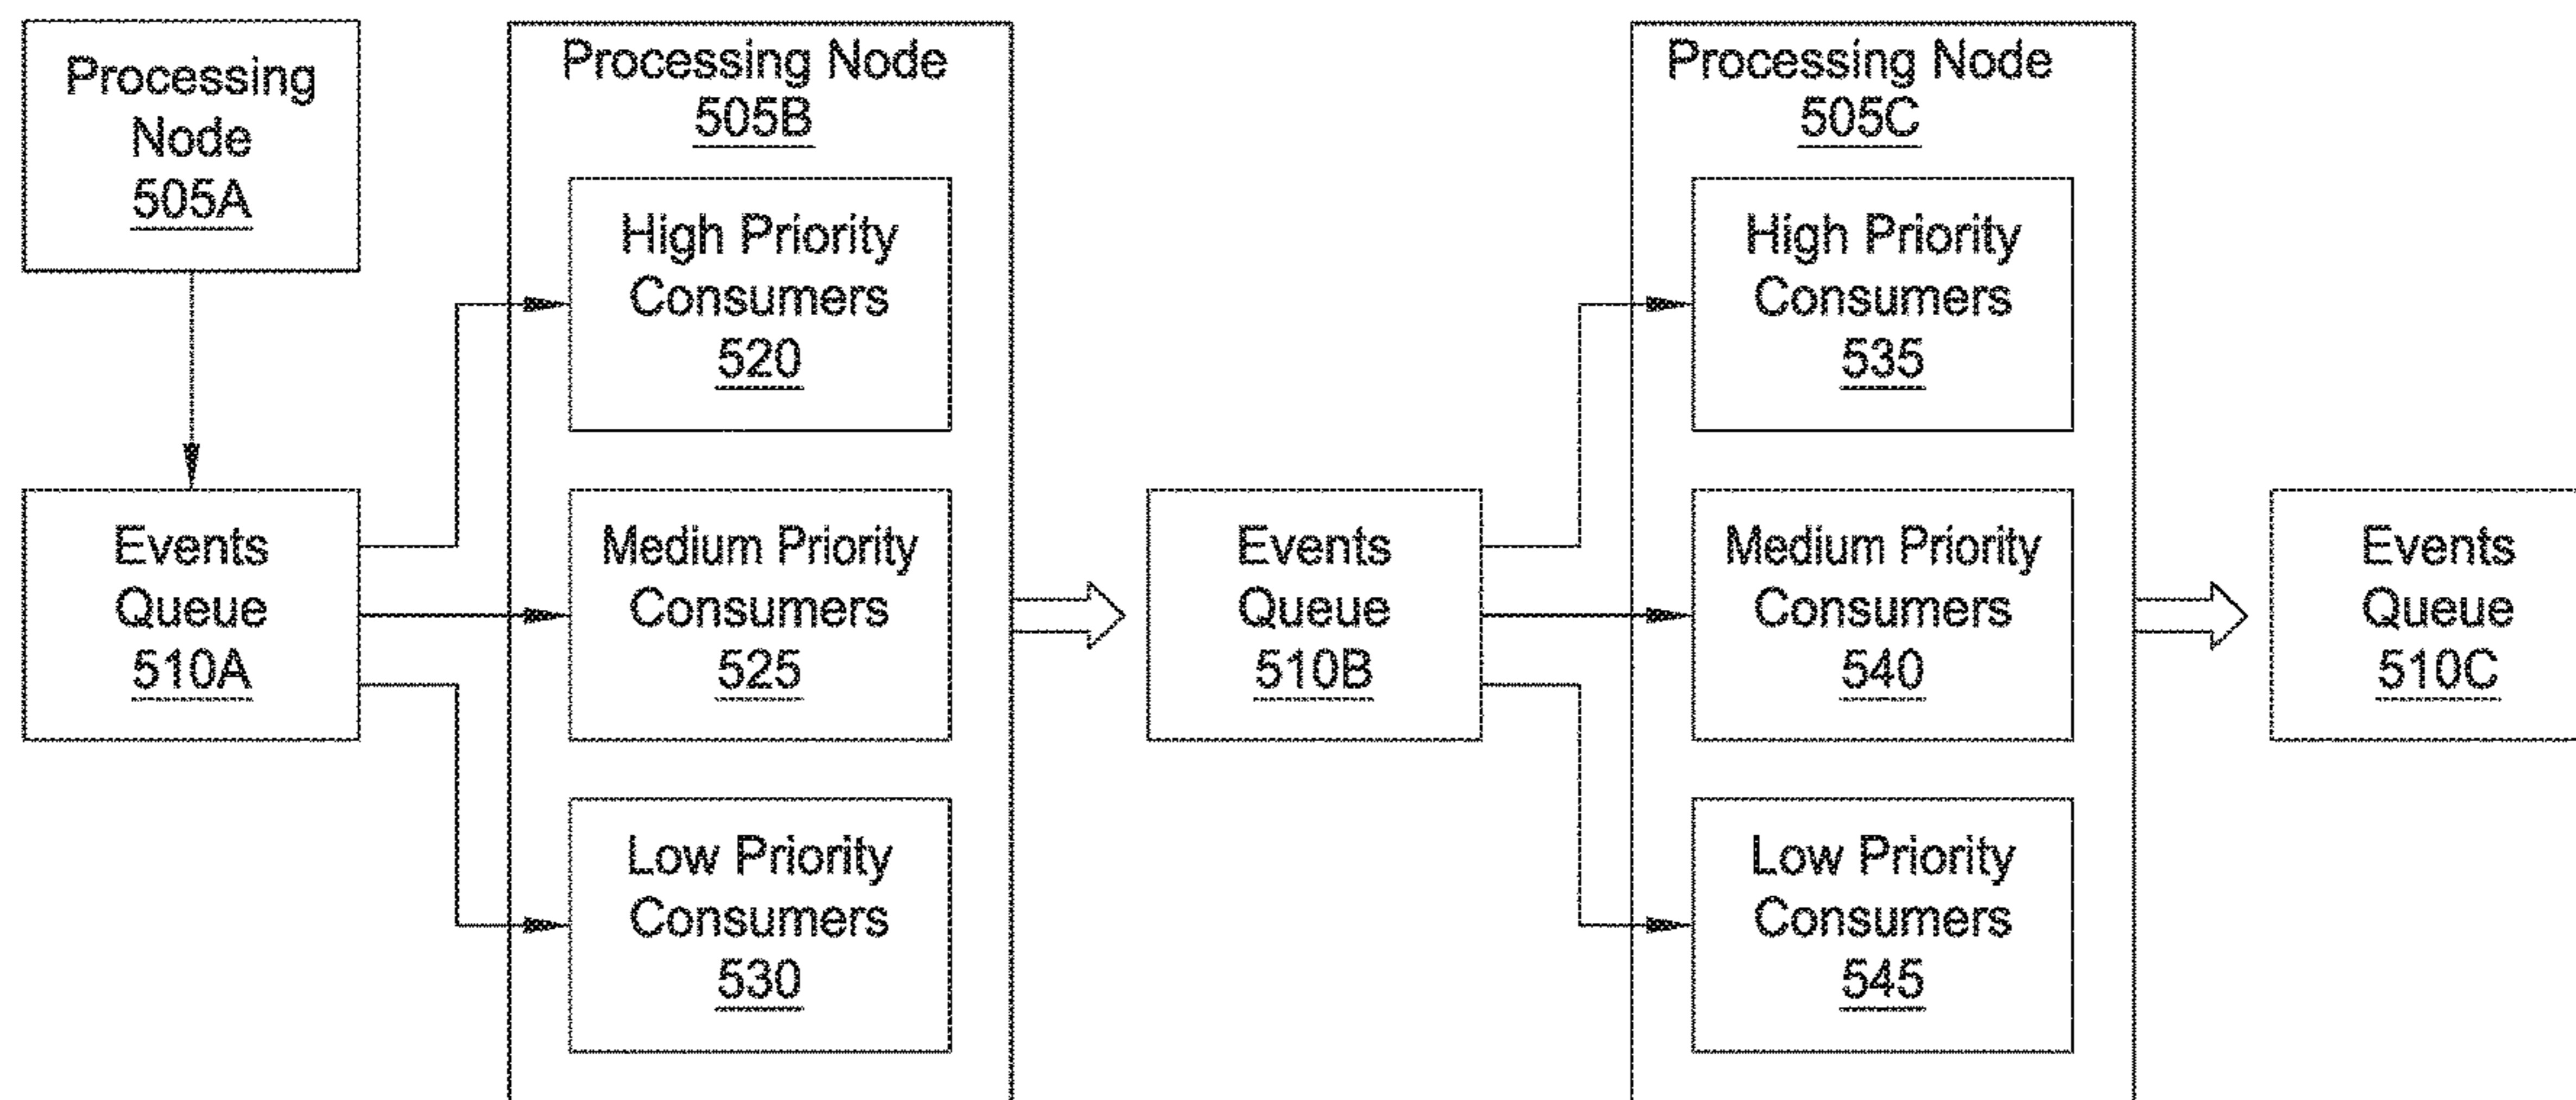 Processing
Node
505A
Events
Queue
510A
Processing Node
505B
High Priority
Consumers
520
Medium Priority
Consumers
525
Low Priority
Consumers
530
Events
Queue
510B
Processing Node
505C
High Priority
Consumers
535
Medium Priority
Consumers
540
Low Priority
Consumers
545
Events
Queue
510C